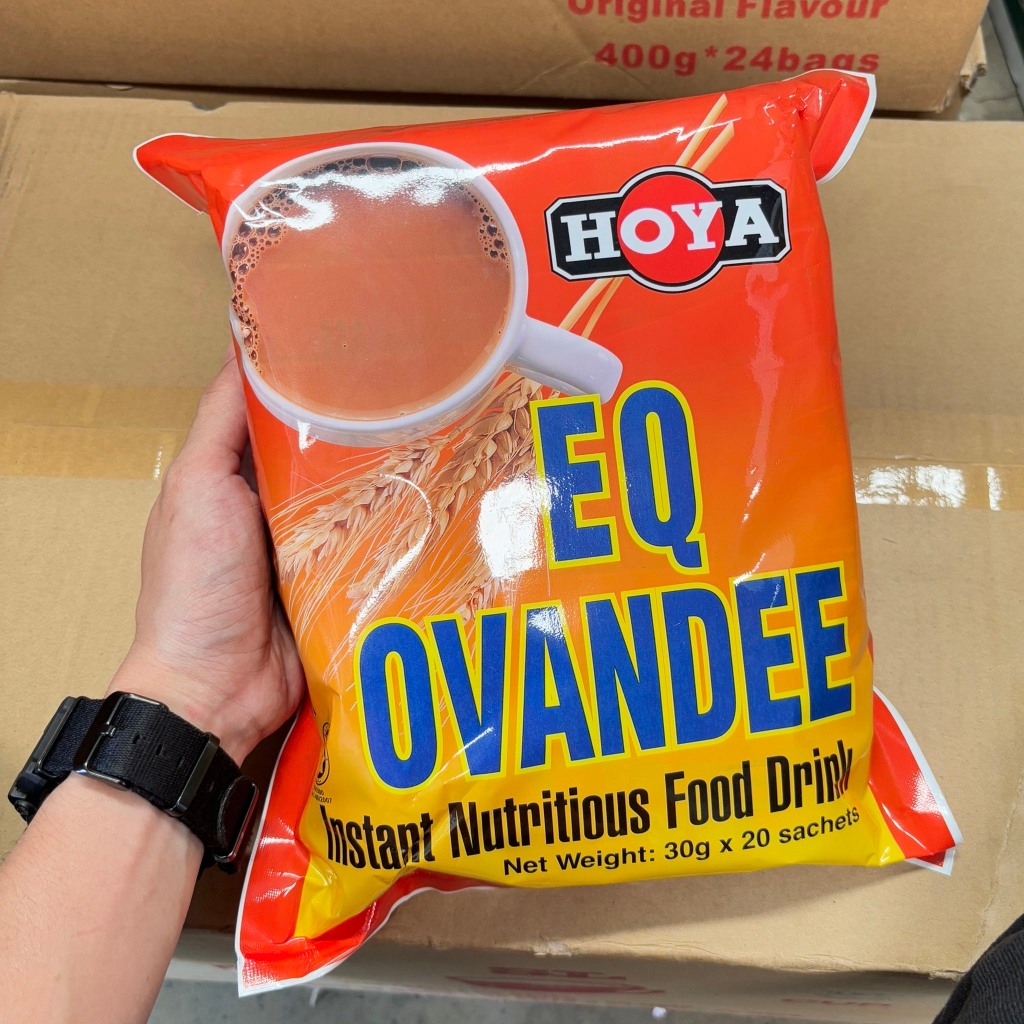 Original Flavour
400g*24bags
HOYA
EQ
OVANDEE
Instant Nutritious Food Drink
Net Weight: 30g x 20 sachets